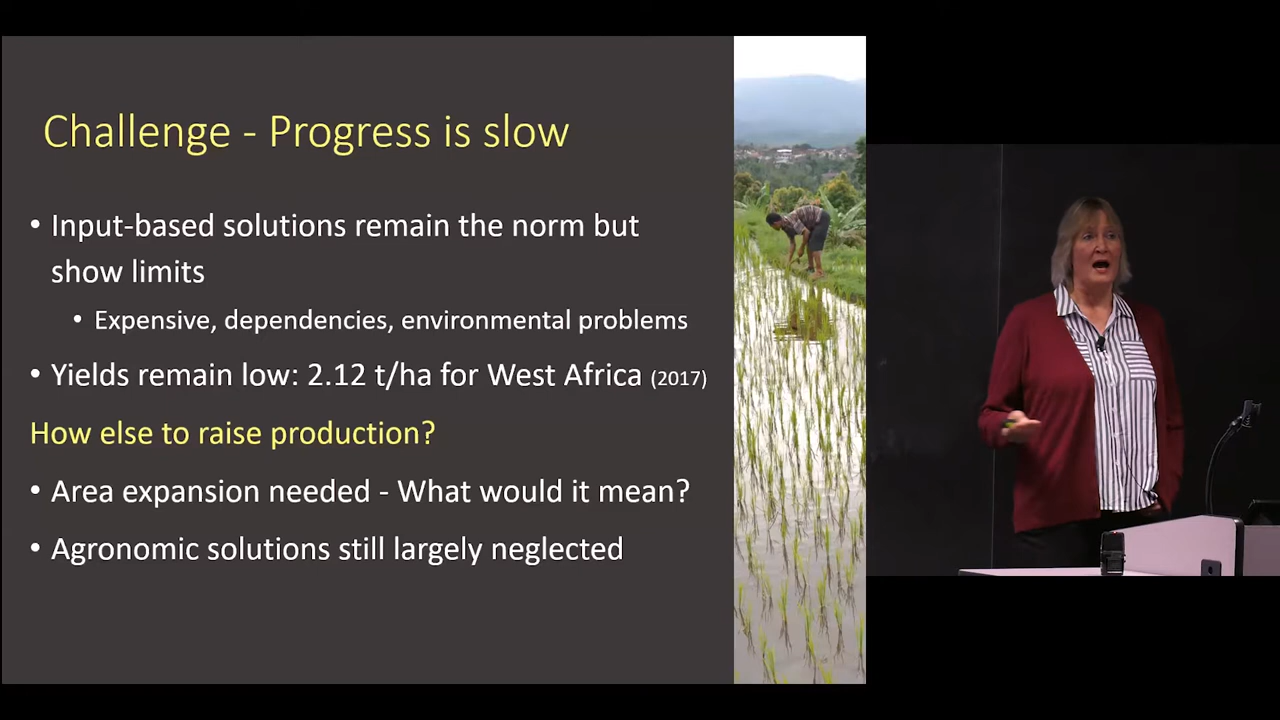 Challenge - Progress is slow
• Input-based solutions remain the norm but
show limits
• Expensive, dependencies, environmental problems
• Yields remain low: 2.12 t/ha for West Africa (2017)
How else to raise production?
• Area expansion needed - What would it mean?
• Agronomic solutions still largely neglected